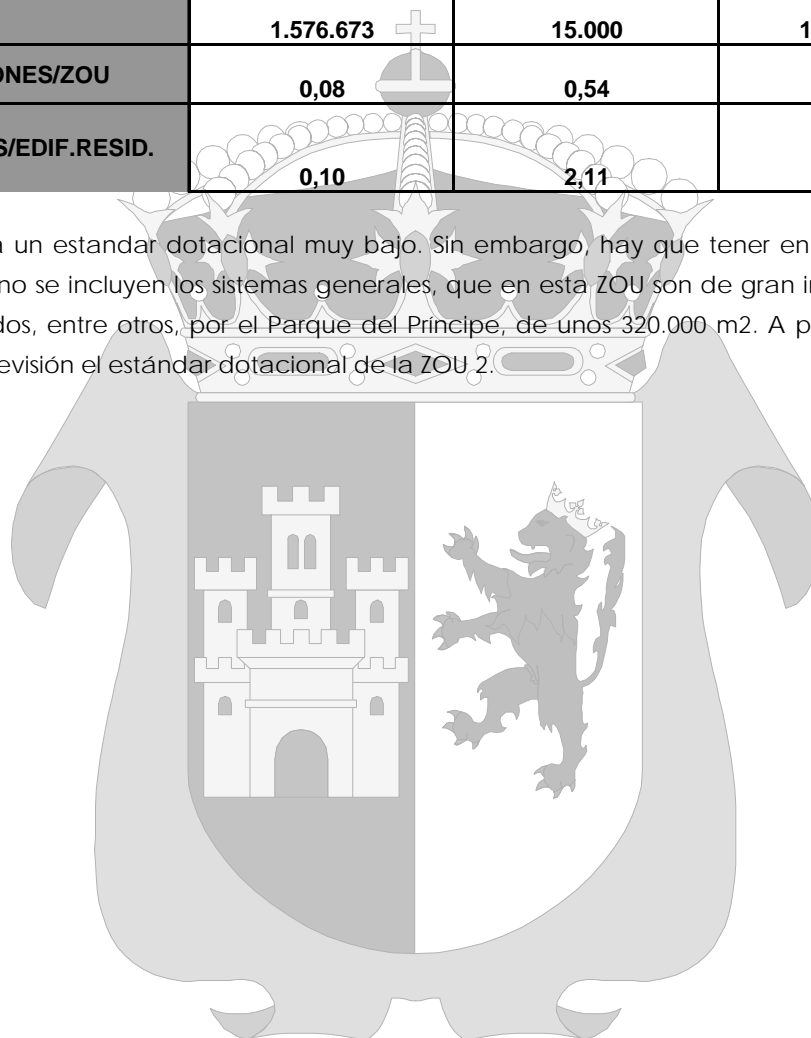 1.576.673 15.000 1
ONES/ZOU 0,08 0,54
S/EDIF.RESID. 0,10 2,11
a un estandar dotacional muy bajo. Sin embargo, hay que tener en
no se incluyen los sistemas generales, que en esta ZOU son de gran i
dos, entre otros, por el Parque del Príncipe, de unos 320.000 m2. A p
evisión el estándar dotacional de la ZOU 2.